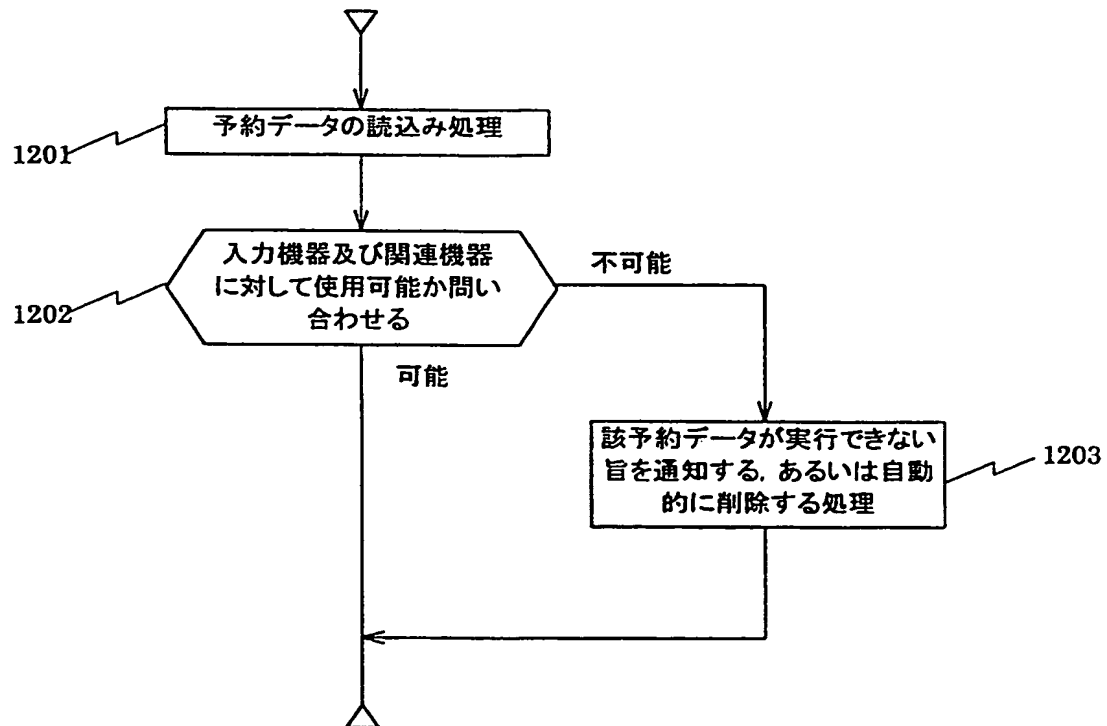 予約データの読込み処理
1201
入力機器及び関連機器
に対して使用可能か問い
合わせる
不可能
1202
可能
該予約データが実行できない
旨を通知する, あるいは自動
的に削除する処理
1203